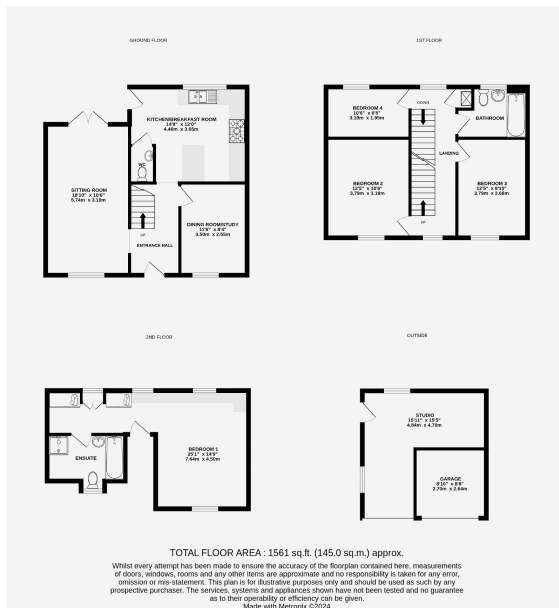 GROUND FLOOR
KITCHEN/BREAKFAST ROOM
14'8" x 12'0"
4.46m x 3.65m
WC
SITTING ROOM
18'10" x 10'6"
5.74m x 3.19m
UP
DINING ROOM/STUDY
11'6" x 8'4"
3.50m x 2.55m
ENTRANCE HALL
1ST FLOOR
BEDROOM 4
10'6" x 6'5"
3.19m x 1.95m
DOWN
BATHROOM
LANDING
BEDROOM 2
12'5" x 10'6"
3.79m x 3.19m
BEDROOM 3
12'5" x 8'10"
3.79m x 2.68m
UP
2ND FLOOR
BEDROOM 1
25'1" x 14'9"
7.64m x 4.50m
ENSUITE
OUTSIDE
STUDIO
15'11" x 15'5"
4.84m x 4.70m
GARAGE
8'10" x 8'8"
2.70m x 2.64m
TOTAL FLOOR AREA : 1561 sq.ft. (145.0 sq.m.) approx.
Whilst every attempt has been made to ensure the accuracy of the floorplan contained here, measurements
of doors, windows, rooms and any other items are approximate and no responsibility is taken for any error,
omission or mis-statement. This plan is for illustrative purposes only and should be used as such by any
prospective purchaser. The services, systems and appliances shown have not been tested and no guarantee
as to their operability or efficiency can be given.
Made with Metropix ©2024